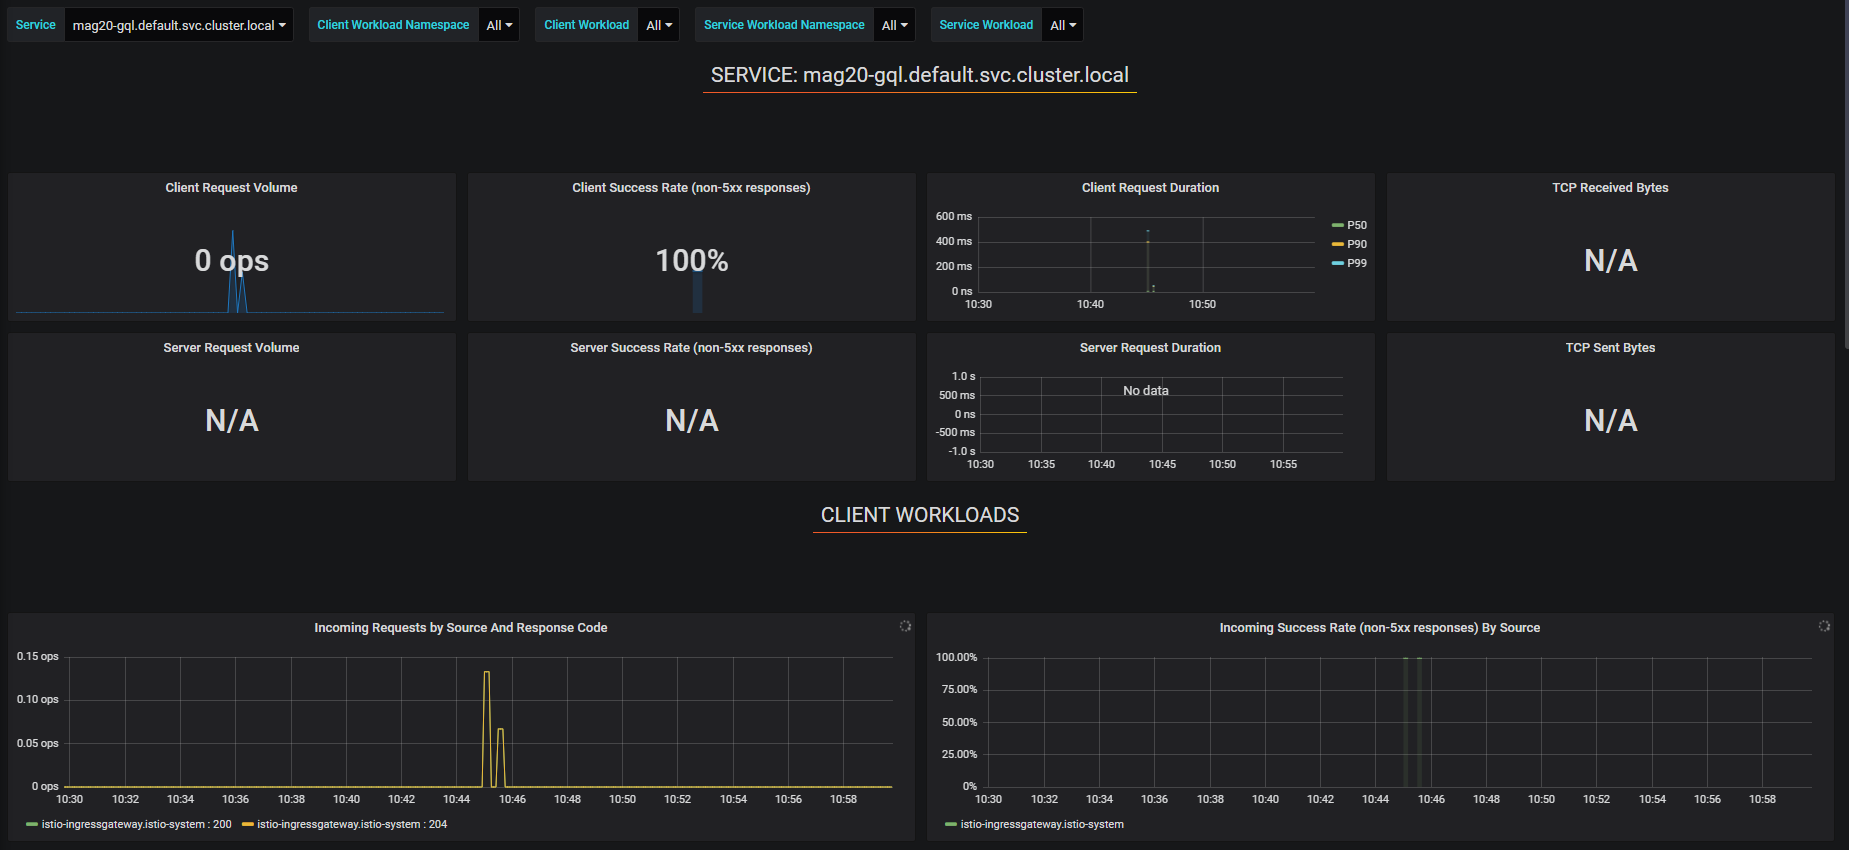 Service mag20-gql.default.svc.cluster.local Client Workload Namespace All Client Workload All Service Workload Namespace All Service Workload All
SERVICE: mag20-gql.default.svc.cluster.local
Client Request Volume
0 ops
Client Success Rate (non-5xx responses)
100%
Client Request Duration
600 ms
400 ms
200 ms
0 ns
10:30 10:40 10:50
P50
P90
P99
TCP Received Bytes
N/A
Server Request Volume
N/A
Server Success Rate (non-5xx responses)
N/A
Server Request Duration
1.0 s
500 ms
0 ns
-500 ms
-1.0 s
No data
10:30 10:35 10:40 10:45 10:50 10:55
TCP Sent Bytes
N/A
CLIENT WORKLOADS
Incoming Requests by Source And Response Code
0.15 ops
0.10 ops
0.05 ops
0 ops
10:30 10:32 10:34 10:36 10:38 10:40 10:42 10:44 10:46 10:48 10:50 10:52 10:54 10:56 10:58
istio-ingressgateway.istio-system : 200 istio-ingressgateway.istio-system : 204
Incoming Success Rate (non-5xx responses) By Source
100.00%
75.00%
50.00%
25.00%
0%
10:30 10:32 10:34 10:36 10:38 10:40 10:42 10:44 10:46 10:48 10:50 10:52 10:54 10:56 10:58
istio-ingressgateway.istio-system